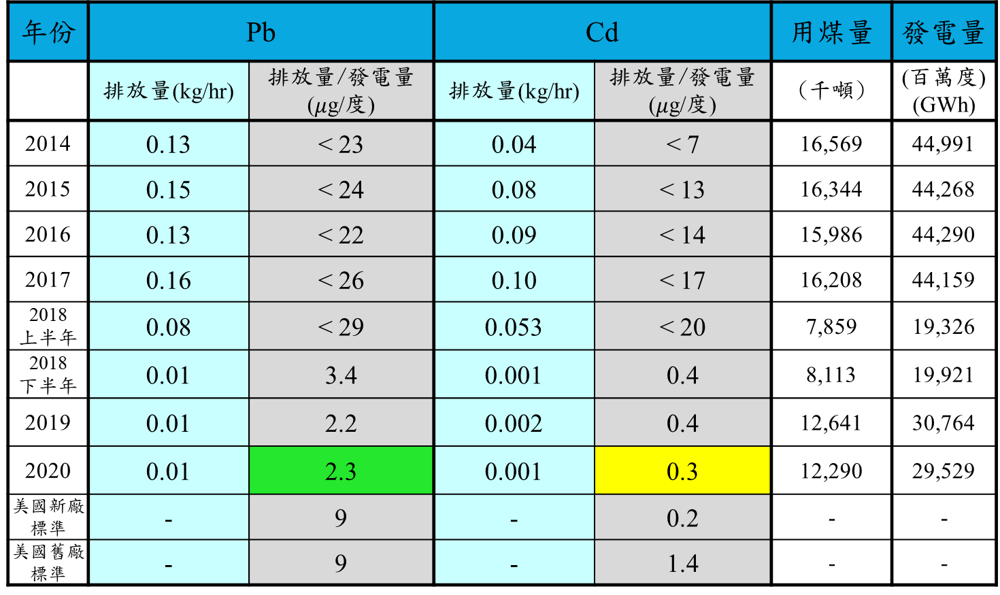 年份 Pb Cd 用煤量 發電量
排放量(kg/hr) 排放量/發電量 (μg/度) 排放量(kg/hr) 排放量/發電量 (μg/度) (千噸) (百萬度) (GWh)
2014 0.13 < 23 0.04 < 7 16,569 44,991
2015 0.15 < 24 0.08 < 13 16,344 44,268
2016 0.13 < 22 0.09 < 14 15,986 44,290
2017 0.16 < 26 0.10 < 17 16,208 44,159
2018 上半年 0.08 < 29 0.053 < 20 7,859 19,326
2018 下半年 0.01 3.4 0.001 0.4 8,113 19,921
2019 0.01 2.2 0.002 0.4 12,641 30,764
2020 0.01 2.3 0.001 0.3 12,290 29,529
美國新廠標準 - 9 - 0.2 - -
美國舊廠標準 - 9 - 1.4 - -